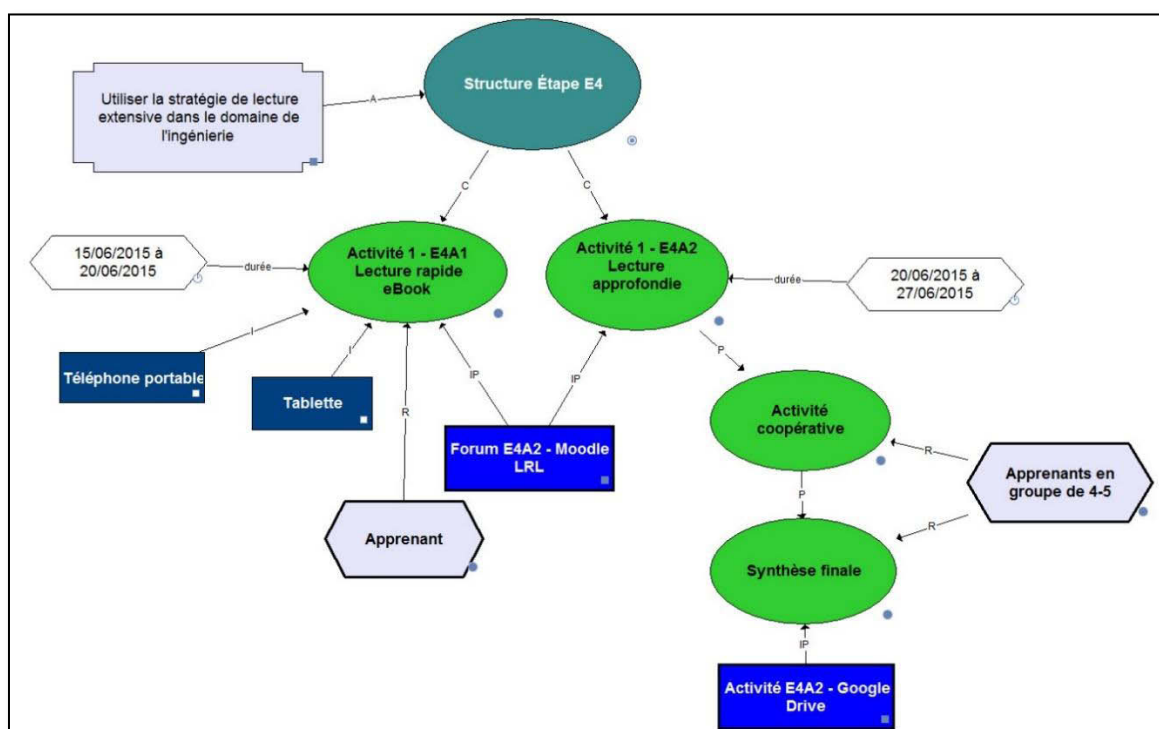 Structure Étape E4
Utiliser la stratégie de lecture
extensive dans le domaine de
l'ingénierie
A
C
C
15/06/2015 à
20/06/2015
durée
Activité 1 - E4A1
Lecture rapide
eBook
Activité 1 - E4A2
Lecture
approfondie
durée
20/06/2015 à
27/06/2015
I
I
R
IP
IP
P
Téléphone portable
Tablette
Forum E4A2 - Moodle
LRL
Activité
coopérative
R
Apprenants en
groupe de 4-5
P
R
Apprenant
Synthèse finale
IP
Activité E4A2 - Google
Drive